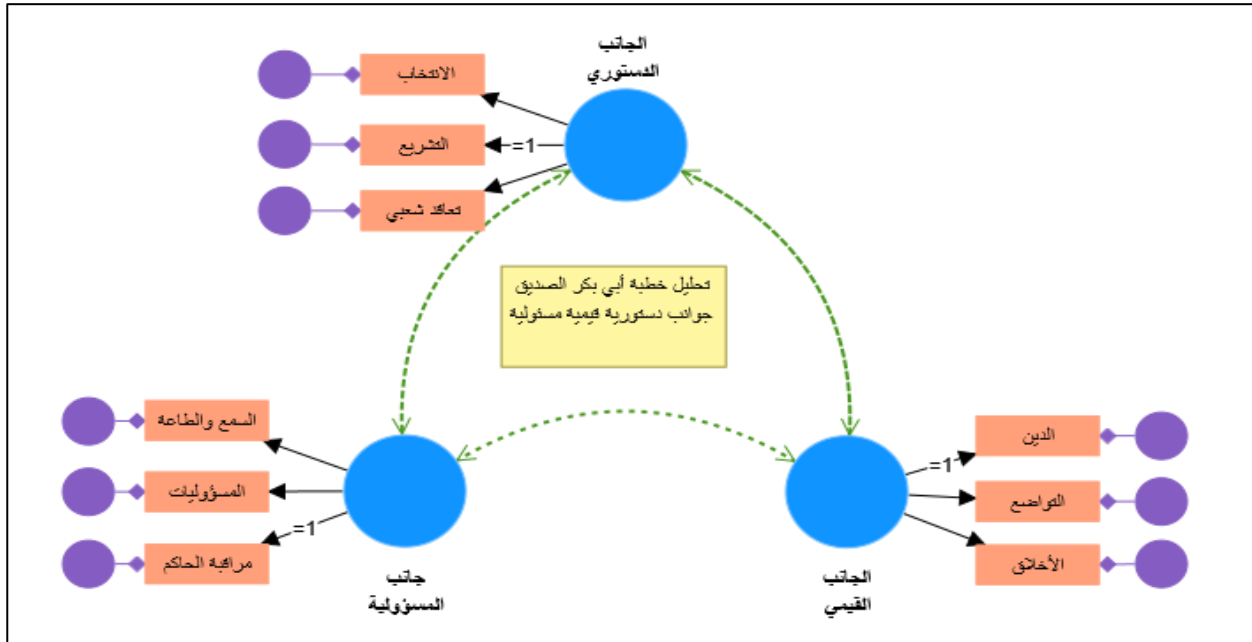 الجانب
الدستوري
الانتخاب
التشريع
=1
تعاقد شعبي
تحليل خطبة أبي بكر الصديق
جوانب دستورية قيمية مسئولية
السمع والطاعة
المسؤوليات
مراقبة الحاكم
=1
جانب
المسؤولية
الدين
=1
التواضع
الأخلاق
الجانب
القيمي